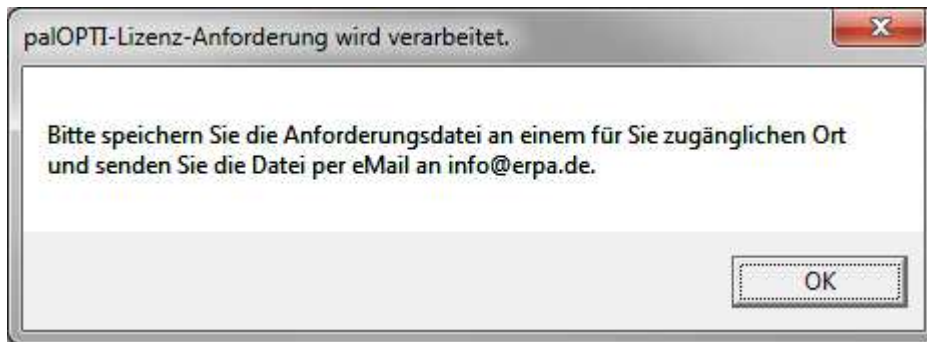 palOPTI-Lizenz-Anforderung wird verarbeitet.
Bitte speichern Sie die Anforderungsdatei an einem für Sie zugänglichen Ort
und senden Sie die Datei per eMail an info@erpa.de.
OK